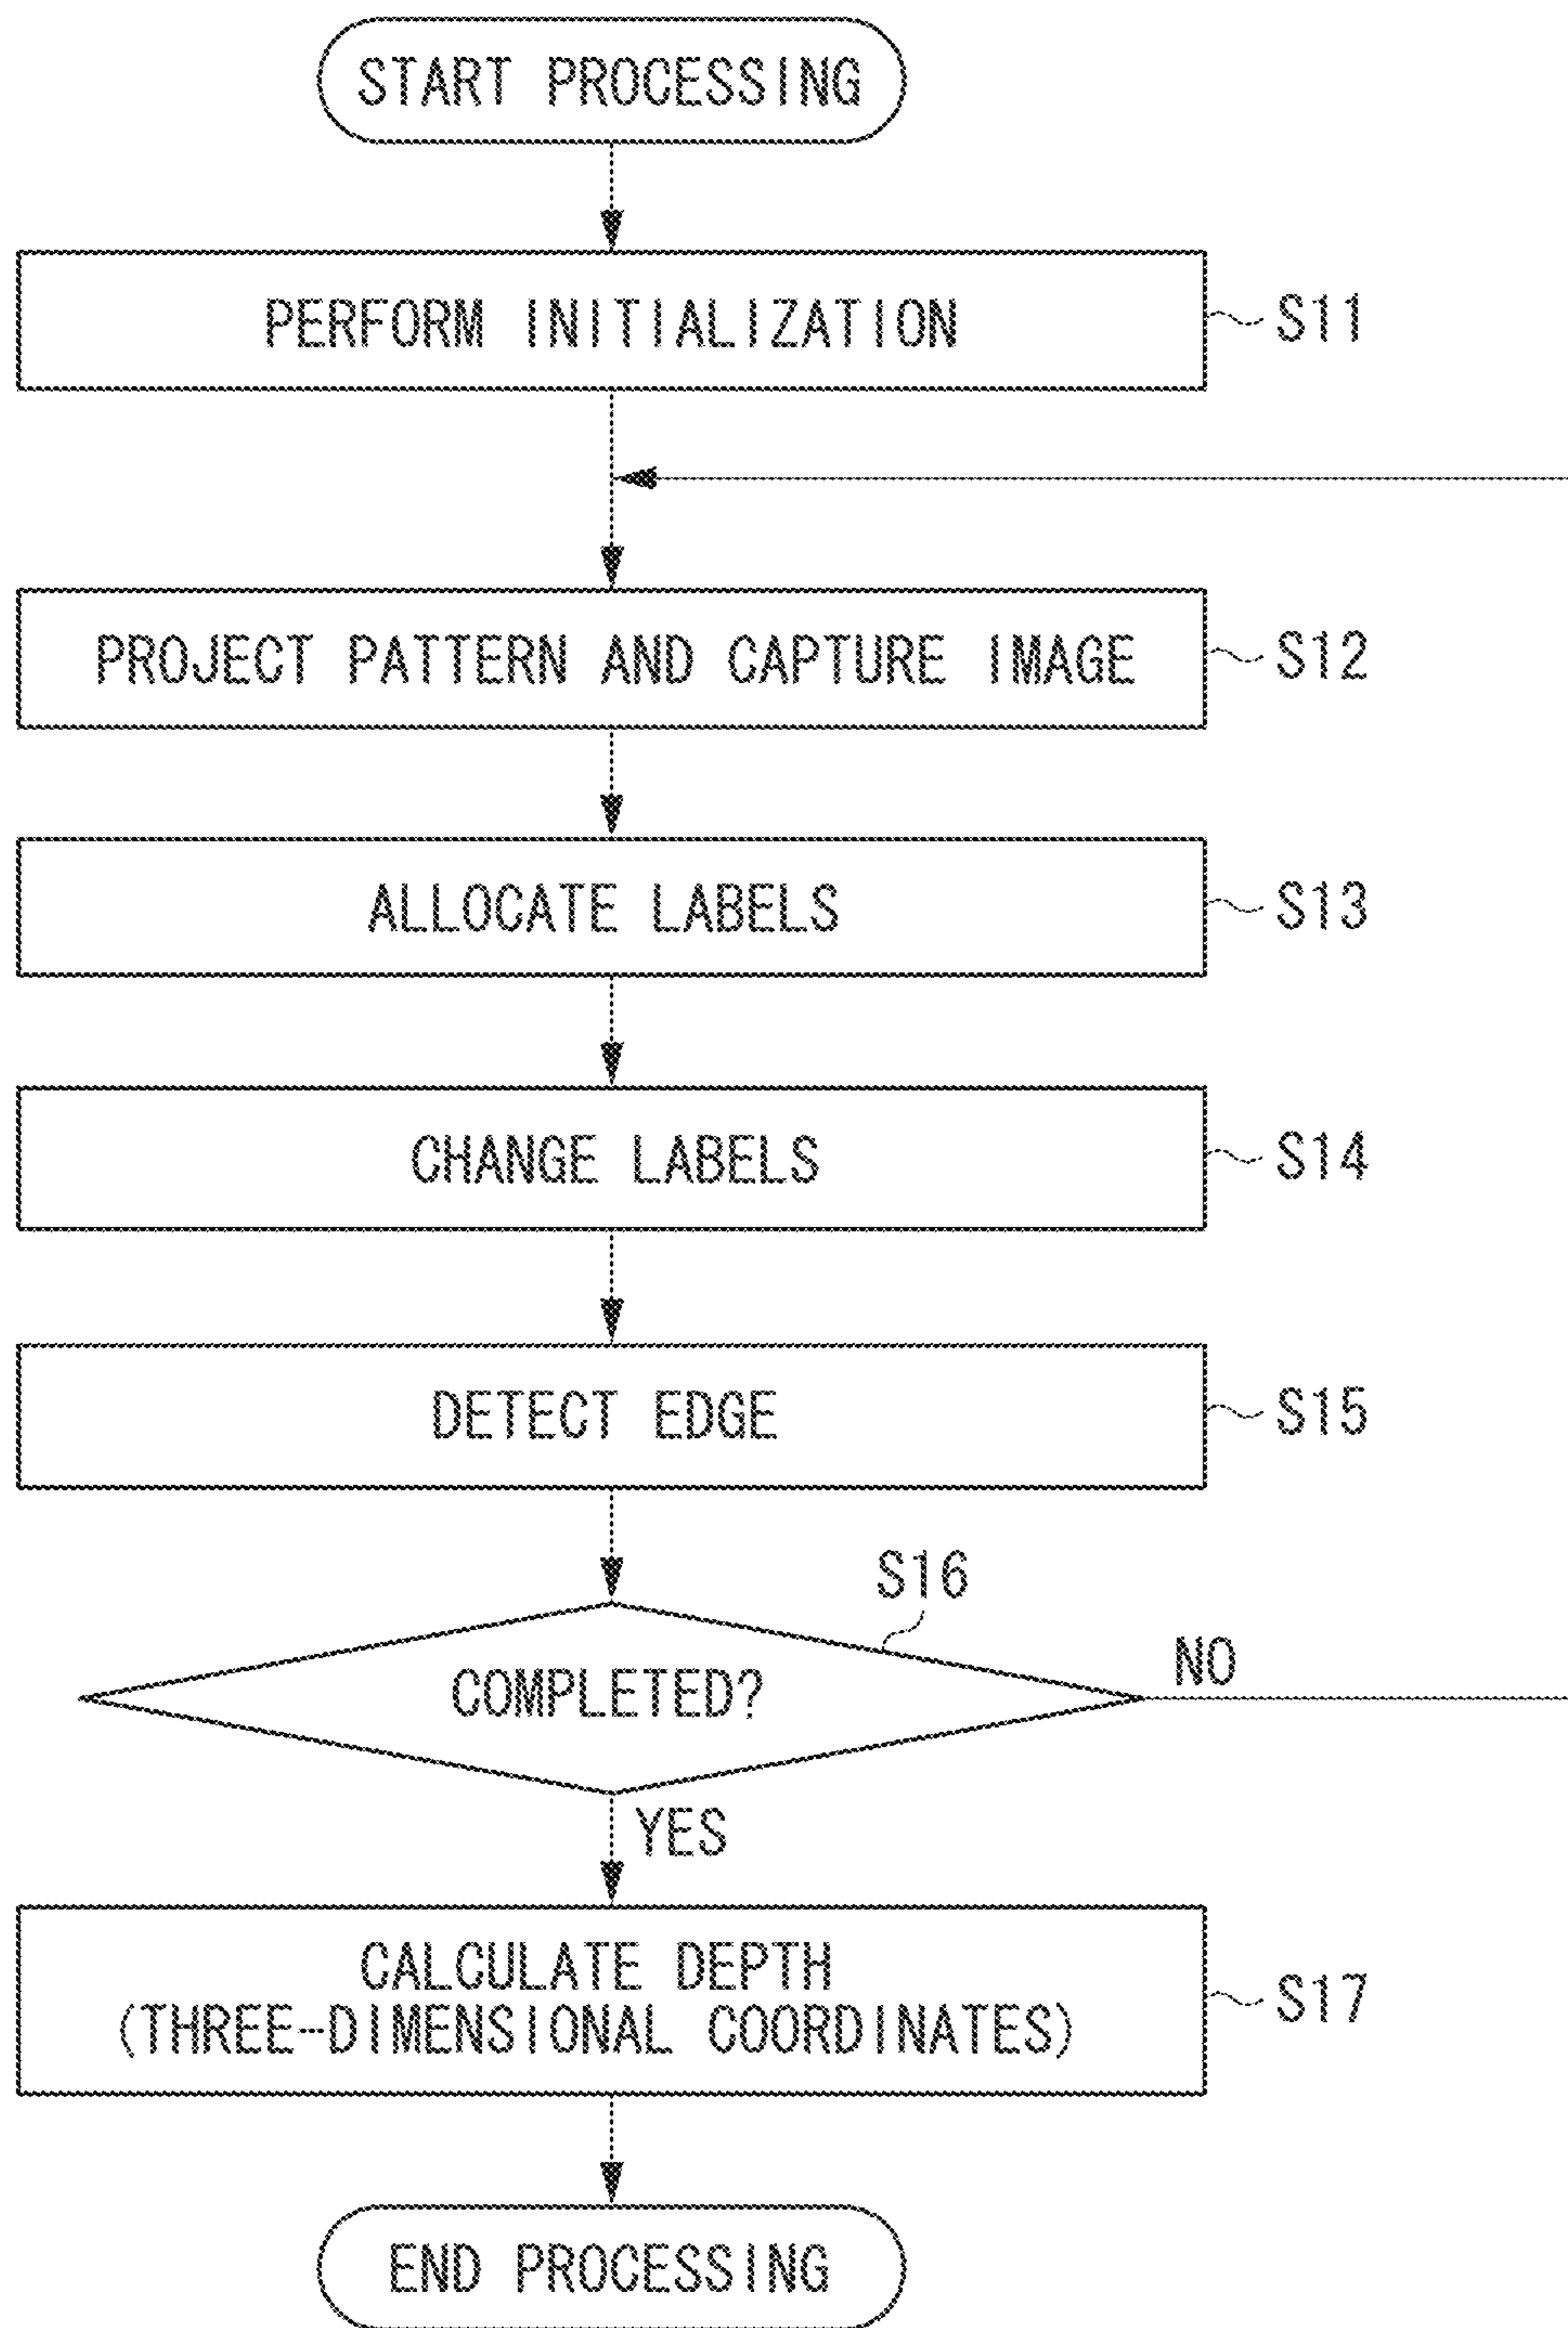 START PROCESSING
PERFORM INITIALIZATION
S11
PROJECT PATTERN AND CAPTURE IMAGE
S12
ALLOCATE LABELS
S13
CHANGE LABELS
S14
DETECT EDGE
S15
S16
COMPLETED?
NO
YES
CALCULATE DEPTH
(THREE-DIMENSIONAL COORDINATES)
S17
END PROCESSING